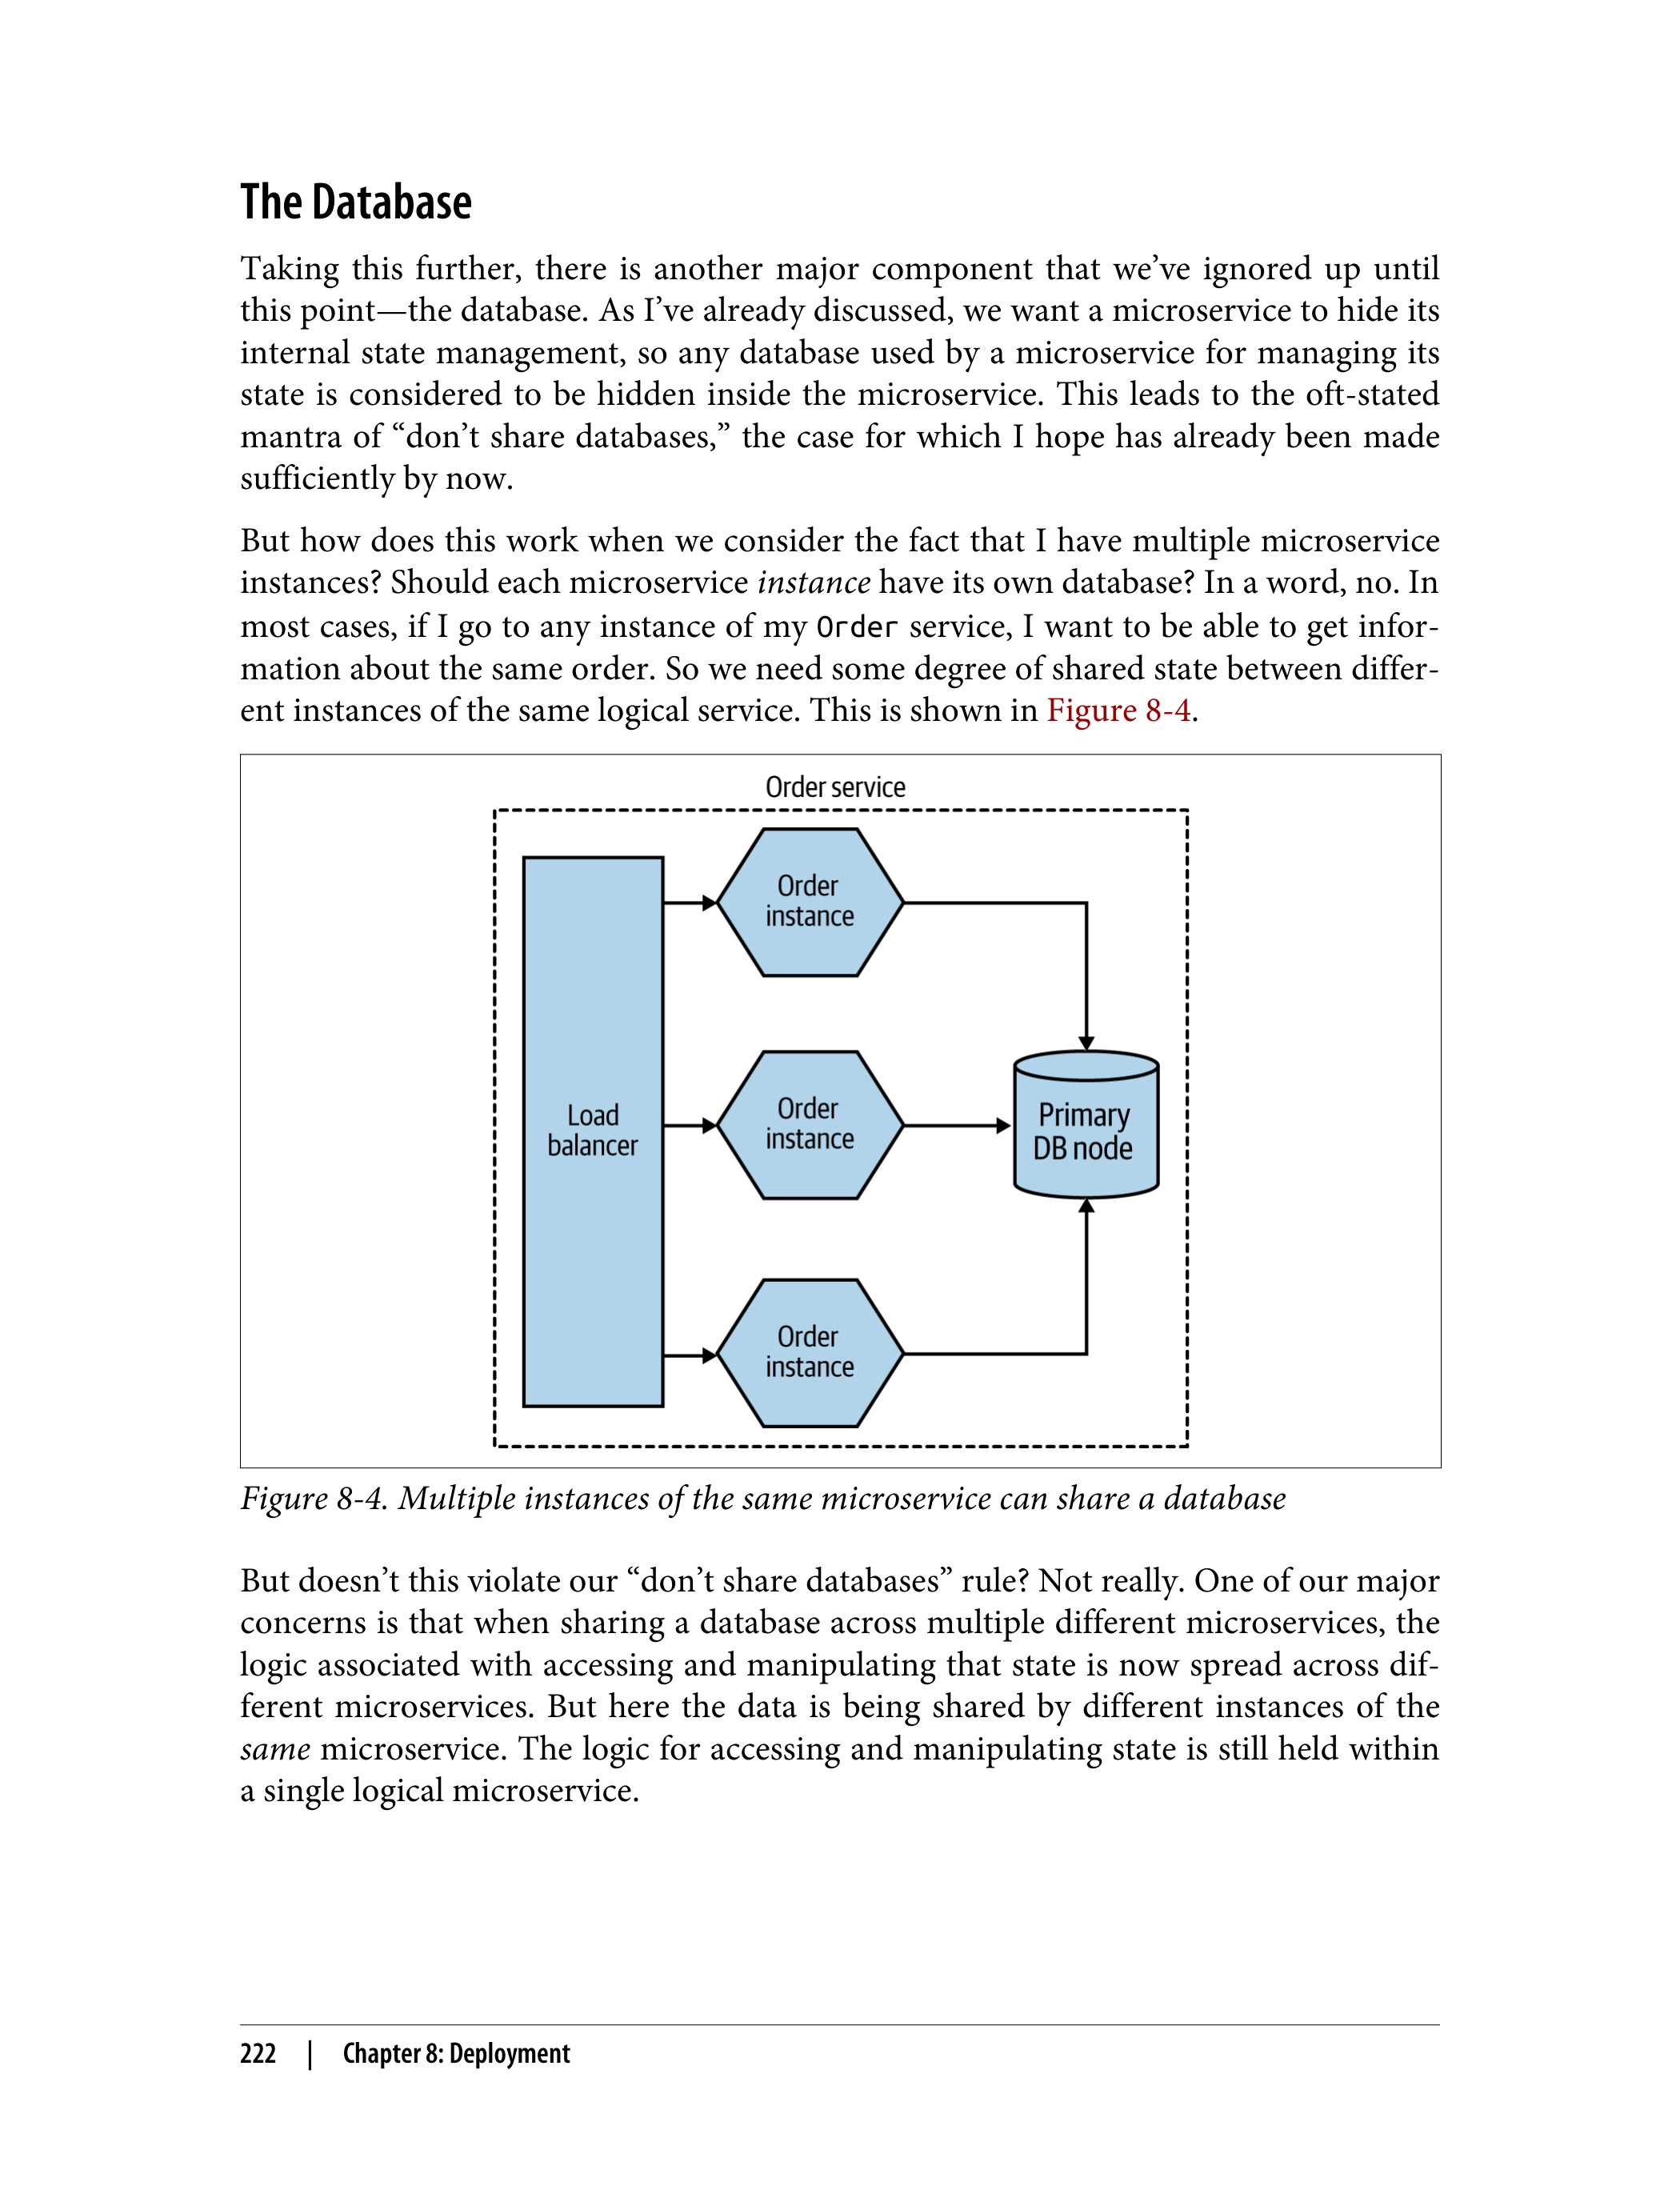 The Database
Taking this further, there is another major component that we’ve ignored up until
this point—the database. As I’ve already discussed, we want a microservice to hide its
internal state management, so any database used by a microservice for managing its
state is considered to be hidden inside the microservice. This leads to the oft-stated
mantra of “don’t share databases,” the case for which I hope has already been made
sufficiently by now.
But how does this work when we consider the fact that I have multiple microservice
instances? Should each microservice instance have its own database? In a word, no. In
most cases, if I go to any instance of my Order service, I want to be able to get infor-
mation about the same order. So we need some degree of shared state between differ-
ent instances of the same logical service. This is shown in Figure 8-4.
Order service
Order
instance
Load
balancer
Order
instance
Primary
DB node
Order
instance
Figure 8-4. Multiple instances of the same microservice can share a database
But doesn’t this violate our “don’t share databases” rule? Not really. One of our major
concerns is that when sharing a database across multiple different microservices, the
logic associated with accessing and manipulating that state is now spread across dif-
ferent microservices. But here the data is being shared by different instances of the
same microservice. The logic for accessing and manipulating state is still held within
a single logical microservice.
222 | Chapter 8: Deployment